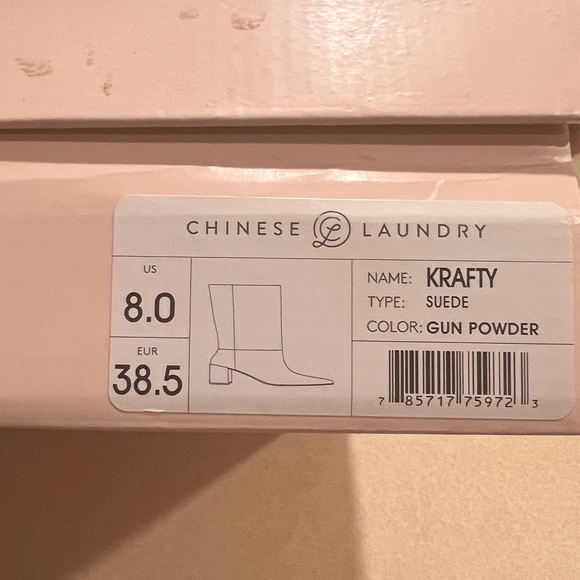 CHINESE CL LAUNDRY
US
8.0
EUR
38.5
NAME: KRAFTY
TYPE: SUEDE
COLOR: GUN POWDER
7 85717 75972 3